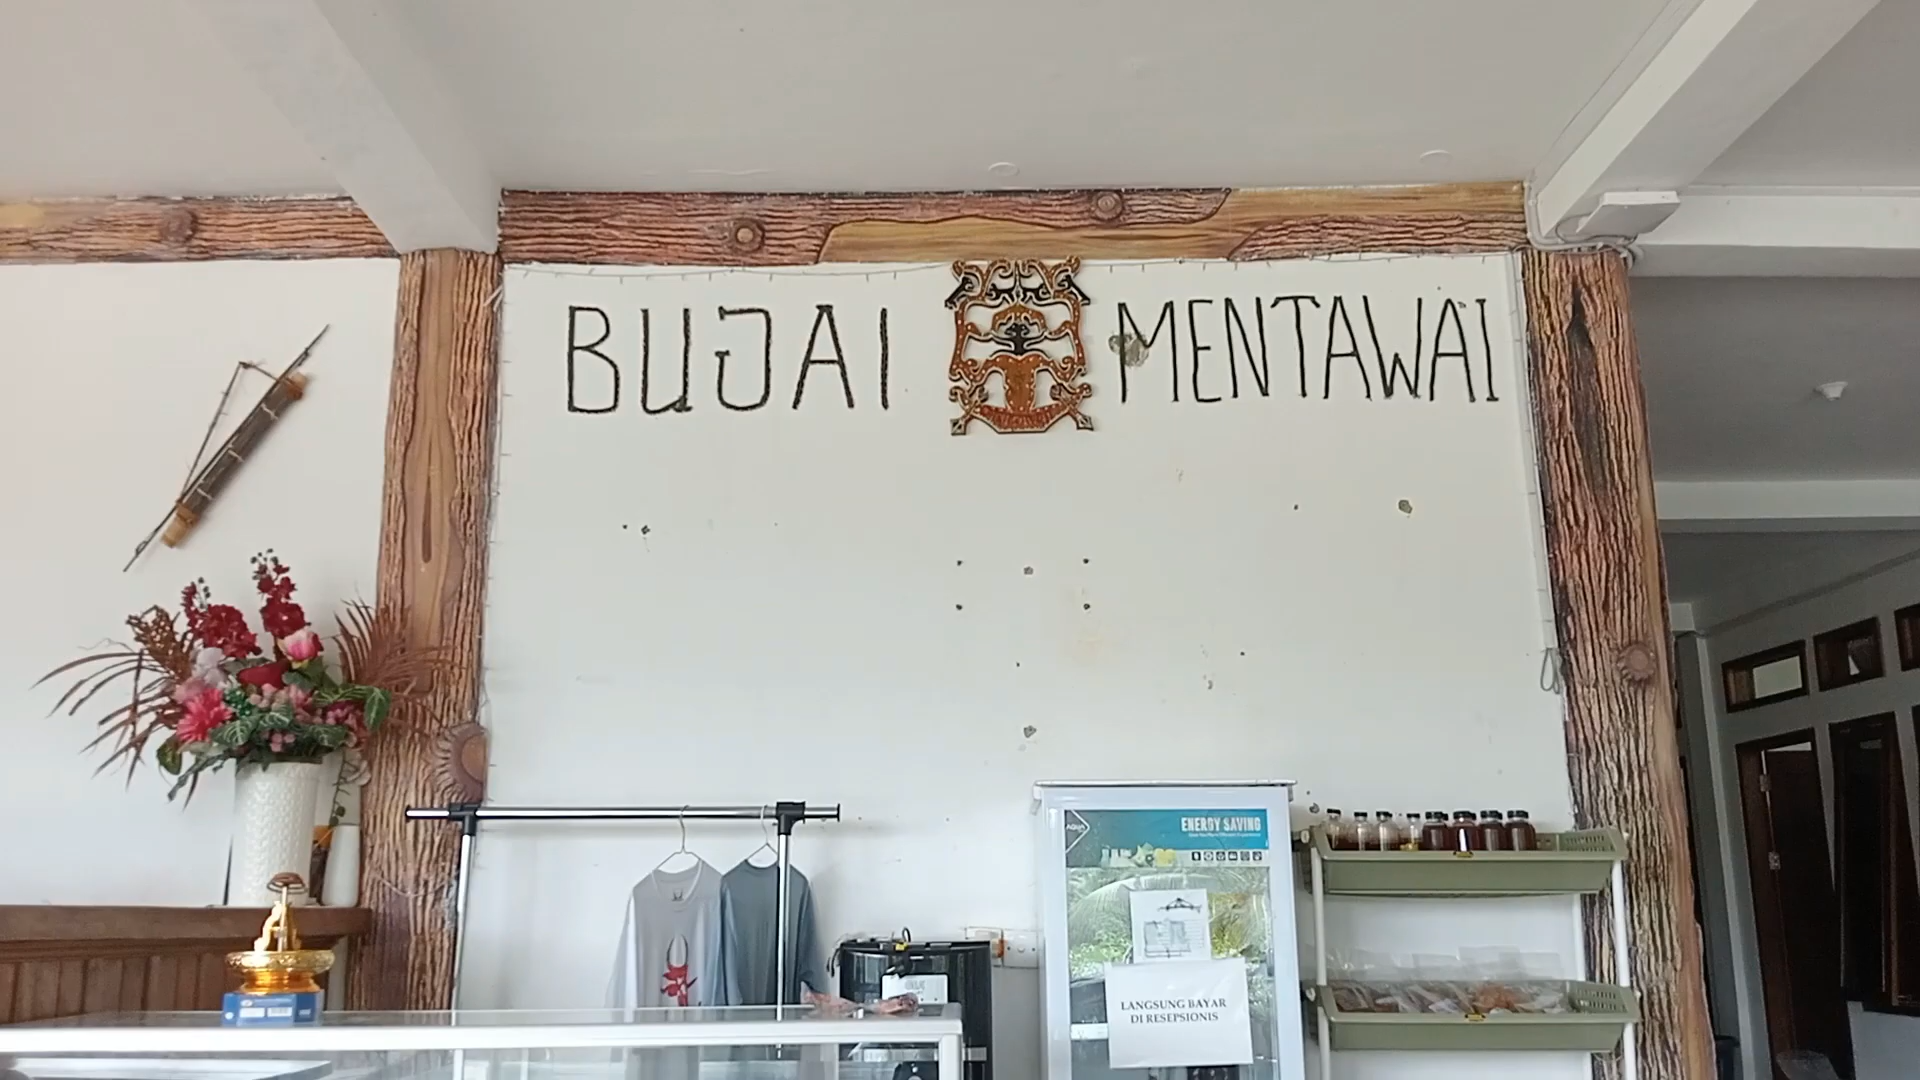 BUJAI MENTAWAI
ENERGY SAVING
LANGSUNG BAYAR
DI RESEPSIONIS